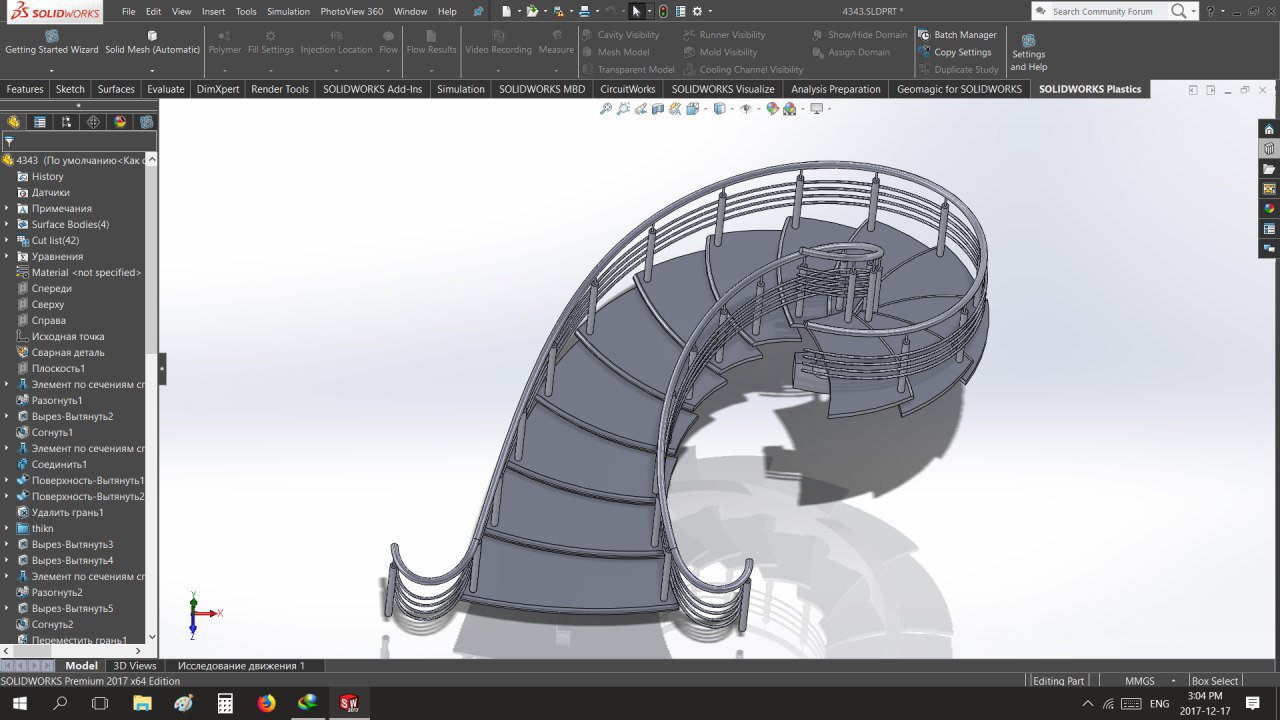 SOLIDWORKS File Edit View Insert Tools Simulation PhotoView 360 Window Help 4343.SLDPRT * Search Community Forum
Getting Started Wizard Solid Mesh (Automatic) Polymer Fill Settings Injection Location Flow Flow Results Video Recording Measure
Cavity Visibility Runner Visibility Show/Hide Domain Batch Manager
Mesh Model Mold Visibility Assign Domain Copy Settings
Transparent Model Cooling Channel Visibility Duplicate Study
Settings
and Help
Features Sketch Surfaces Evaluate DimXpert Render Tools SOLIDWORKS Add-Ins Simulation SOLIDWORKS MBD CircuitWorks SOLIDWORKS Visualize Analysis Preparation Geomagic for SOLIDWORKS SOLIDWORKS Plastics
4343 (По умолчанию<Как с
History
Датчики
Примечания
Surface Bodies(4)
Cut list(42)
Уравнения
Material <not specified>
Спереди
Сверху
Справа
Исходная точка
Сварная деталь
Плоскость1
Элемент по сечениям сг
Разогнуть1
Вырез-Вытянуть2
Согнуть1
Элемент по сечениям сг
Соединить1
Поверхность-Вытянуть1
Поверхность-Вытянуть2
Удалить грань1
thikn
Вырез-Вытянуть3
Вырез-Вытянуть4
Элемент по сечениям сг
Разогнуть2
Вырез-Вытянуть5
Согнуть2
Переместить грань1
Y
X
Z
Model 3D Views Исследование движения 1
SOLIDWORKS Premium 2017 x64 Edition Editing Part MMGS Box Select
SW
2017
ENG
3:04 PM
2017-12-17